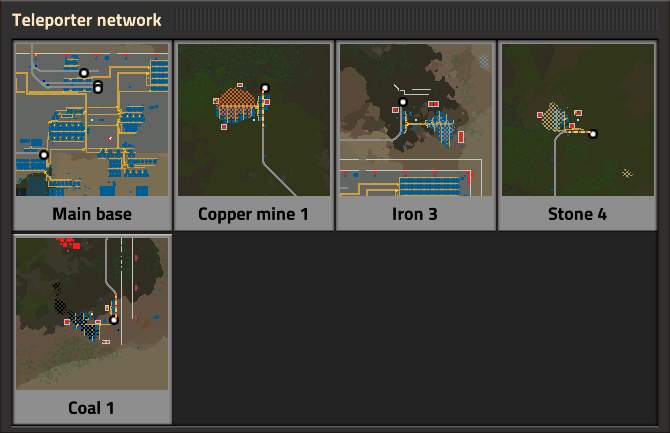 Teleporter network
Main base
Copper mine 1
Iron 3
Stone 4
Coal 1